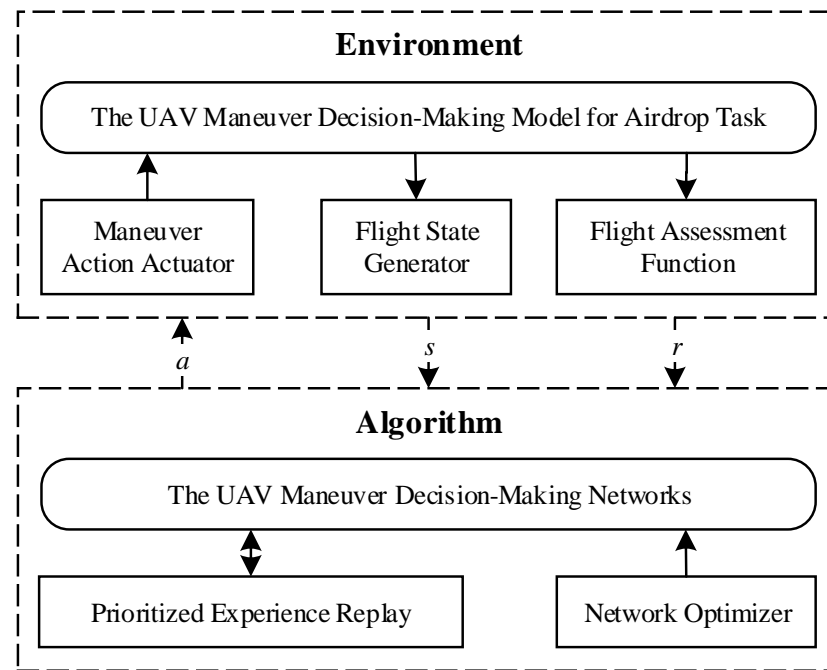 Environment
The UAV Maneuver Decision-Making Model for Airdrop Task
Maneuver
Action Actuator
Flight State
Generator
Flight Assessment
Function
a
s
r
Algorithm
The UAV Maneuver Decision-Making Networks
Prioritized Experience Replay
Network Optimizer